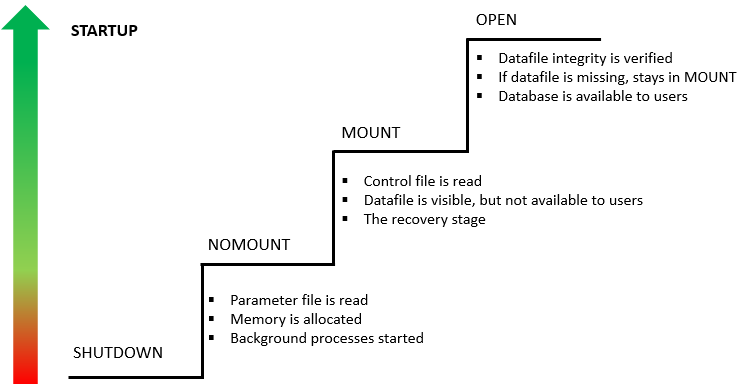 STARTUP
OPEN
▪ Datafile integrity is verified
▪ If datafile is missing, stays in MOUNT
▪ Database is available to users
MOUNT
▪ Control file is read
▪ Datafile is visible, but not available to users
▪ The recovery stage
NOMOUNT
▪ Parameter file is read
▪ Memory is allocated
▪ Background processes started
SHUTDOWN